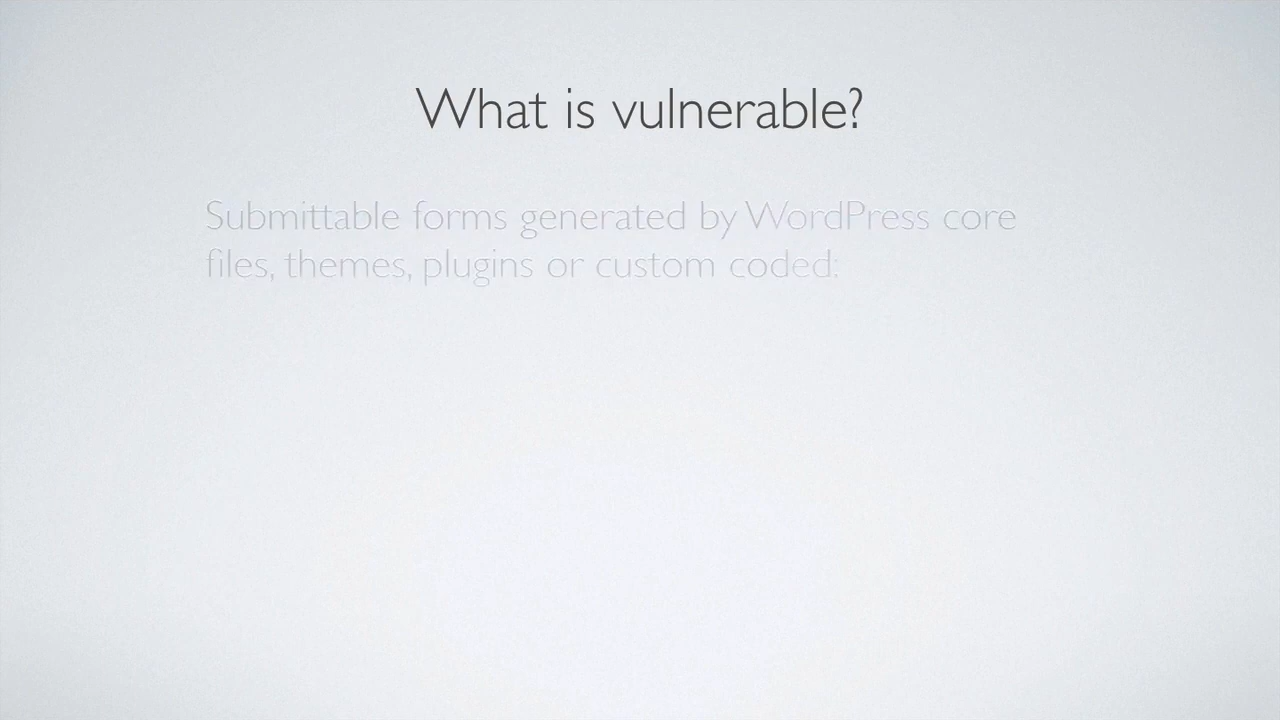 What is vulnerable?
Submittable forms generated by WordPress core
files, themes, plugins or custom coded: